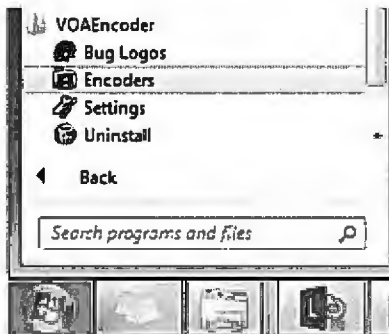 VOAEncoder
Bug Logos
Encoders
Settings
Uninstall
Back
Search programs and files